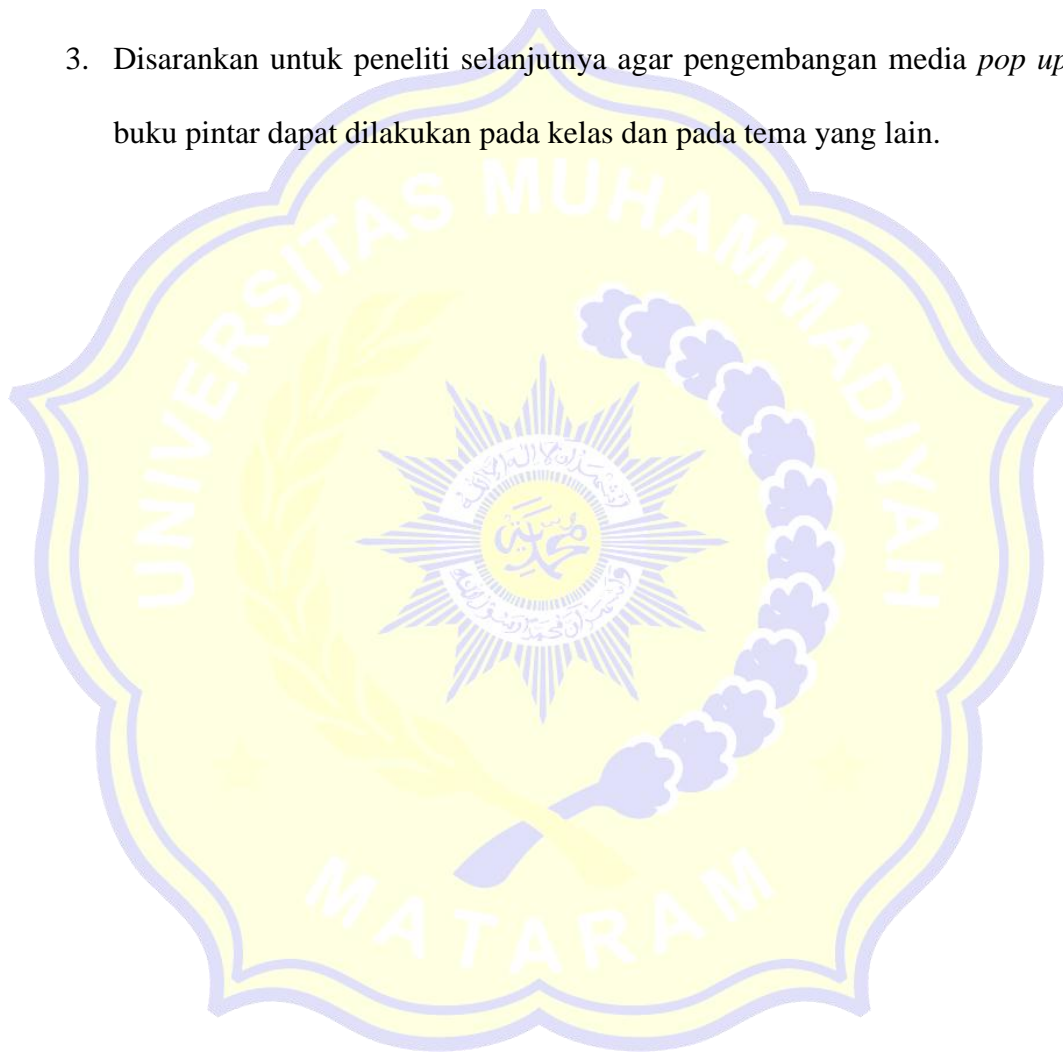 3. Disarankan untuk peneliti selanjutnya agar pengembangan media pop up
buku pintar dapat dilakukan pada kelas dan pada tema yang lain.
UNIVERSITAS MUHAMMADIYAH
MATARAM